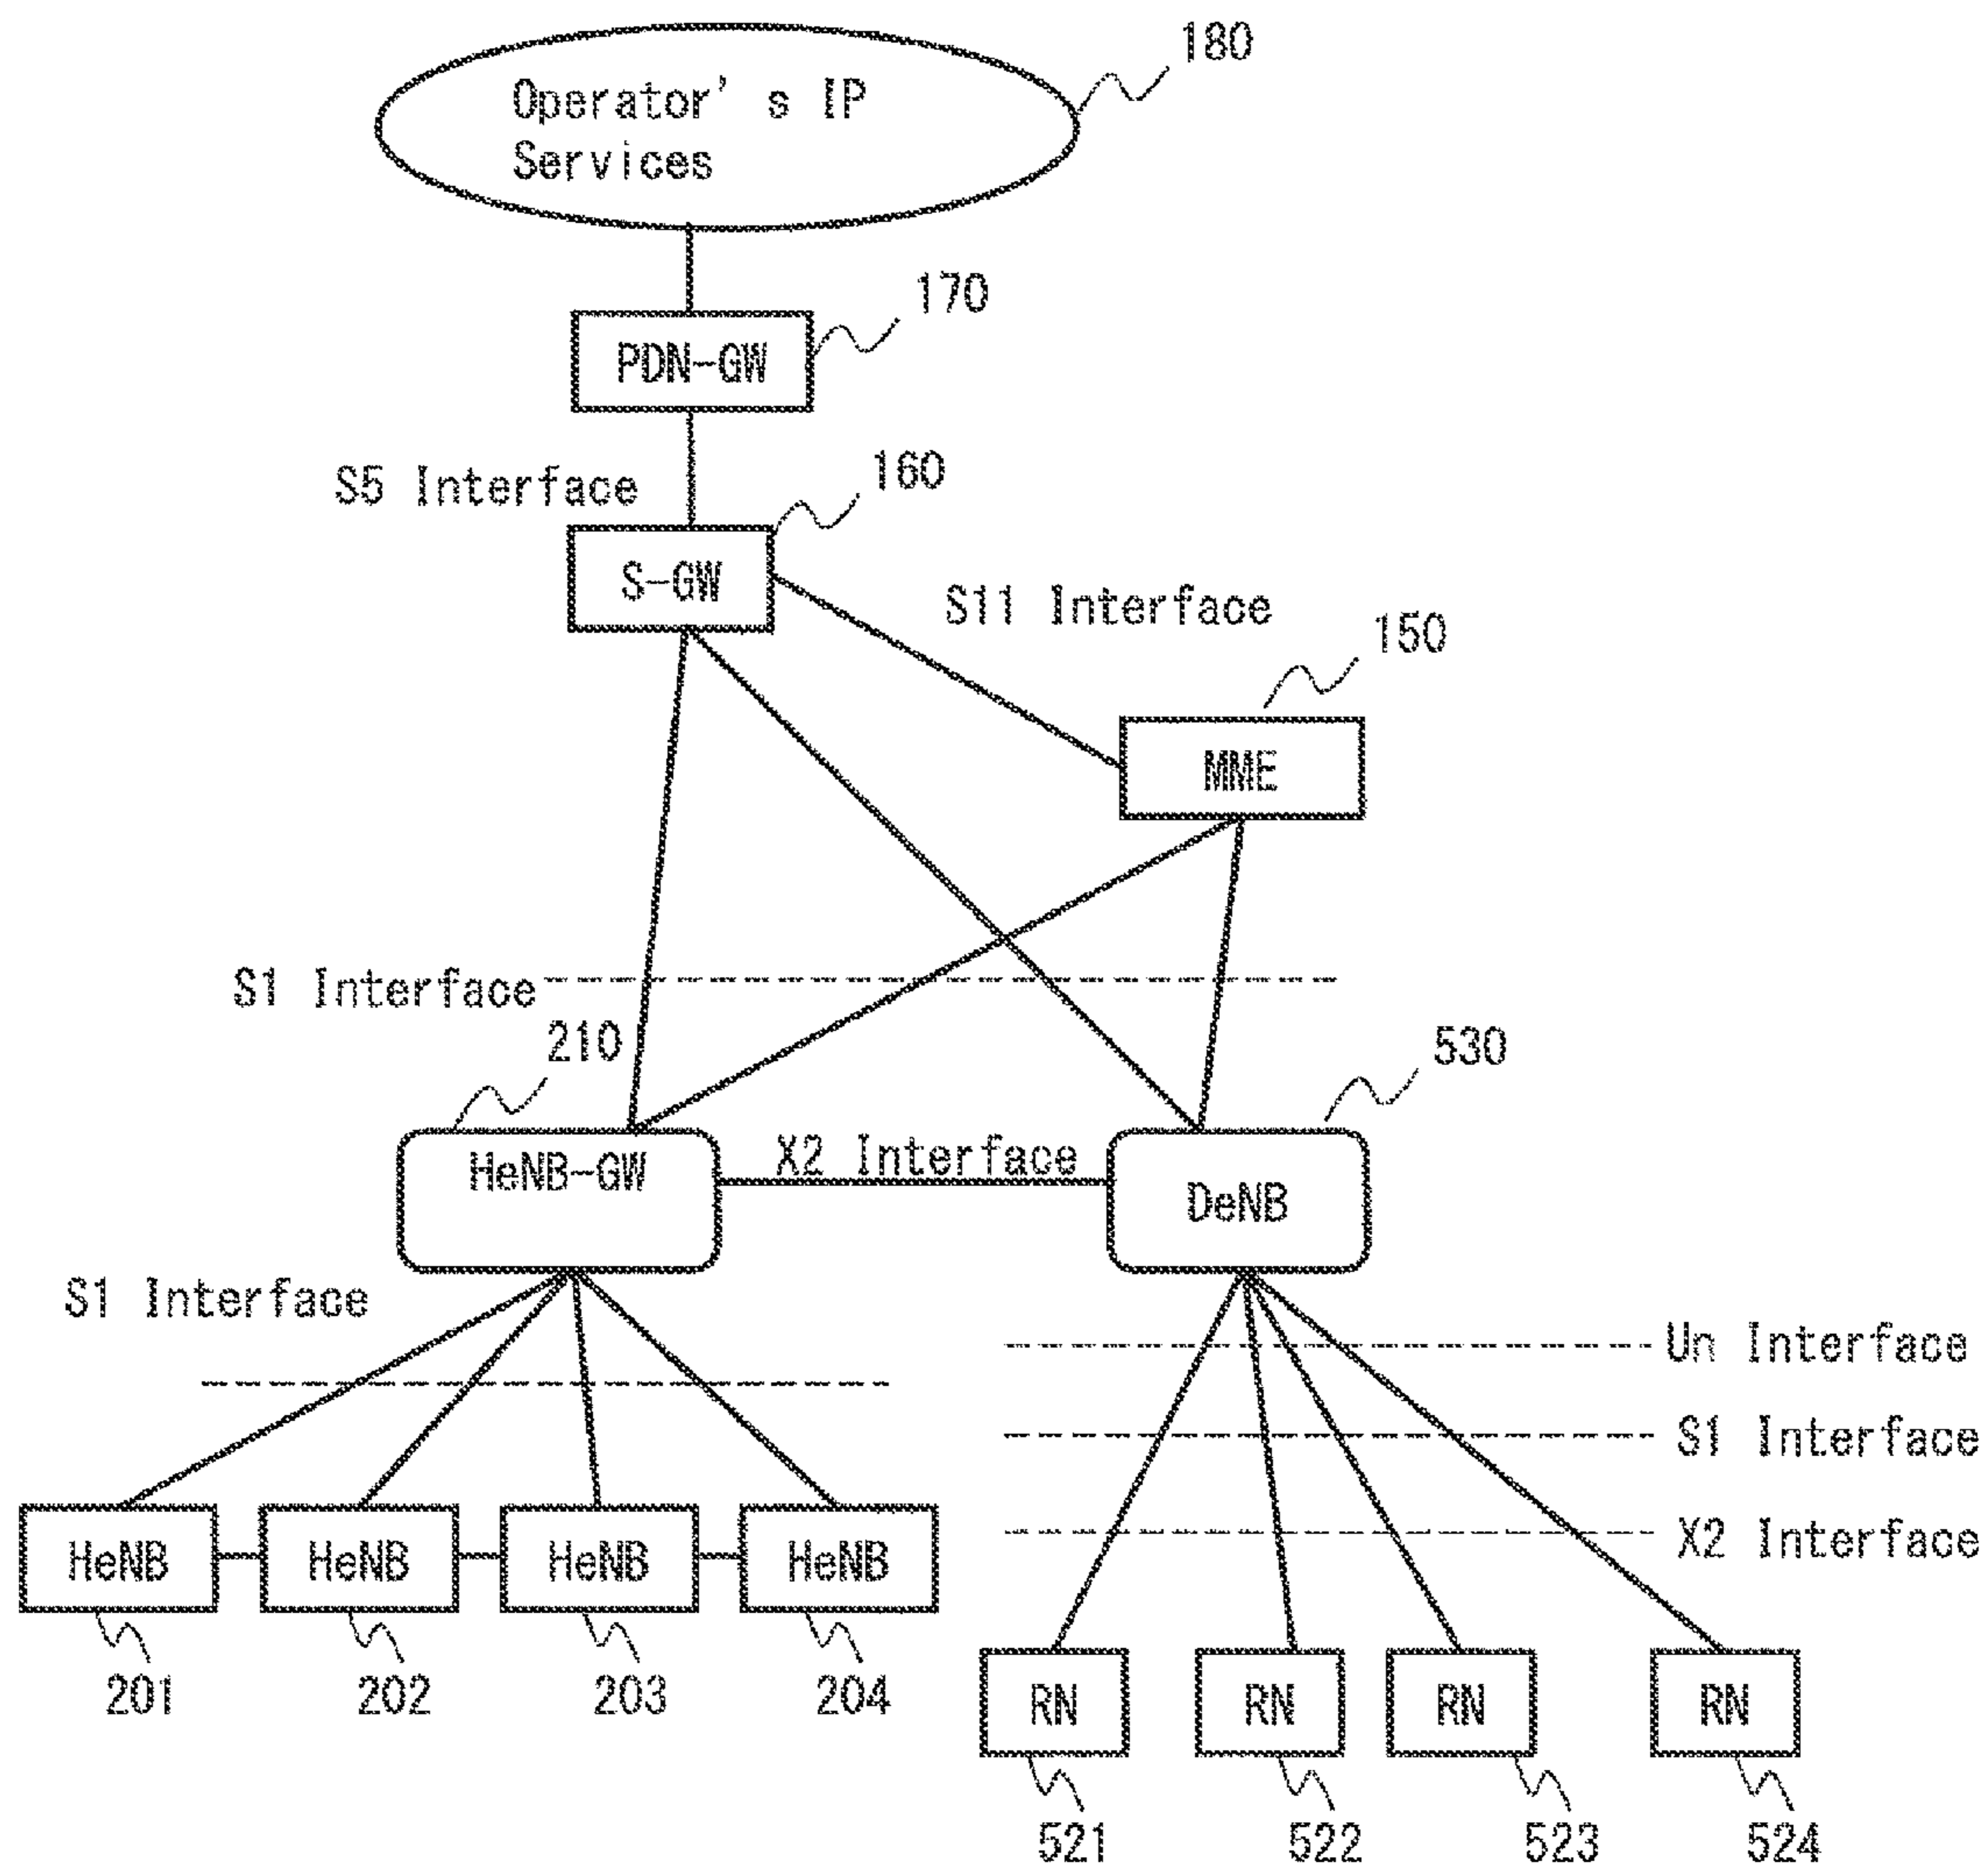 180
Operator's IP
Services
170
PDN-GW
S5 Interface
160
S-GW
S11 Interface
150
MME
S1 Interface
210
530
HeNB-GW
X2 Interface
DeNB
S1 Interface
Un Interface
S1 Interface
X2 Interface
HeNB
HeNB
HeNB
HeNB
201
202
203
204
RN
RN
RN
RN
521
522
523
524